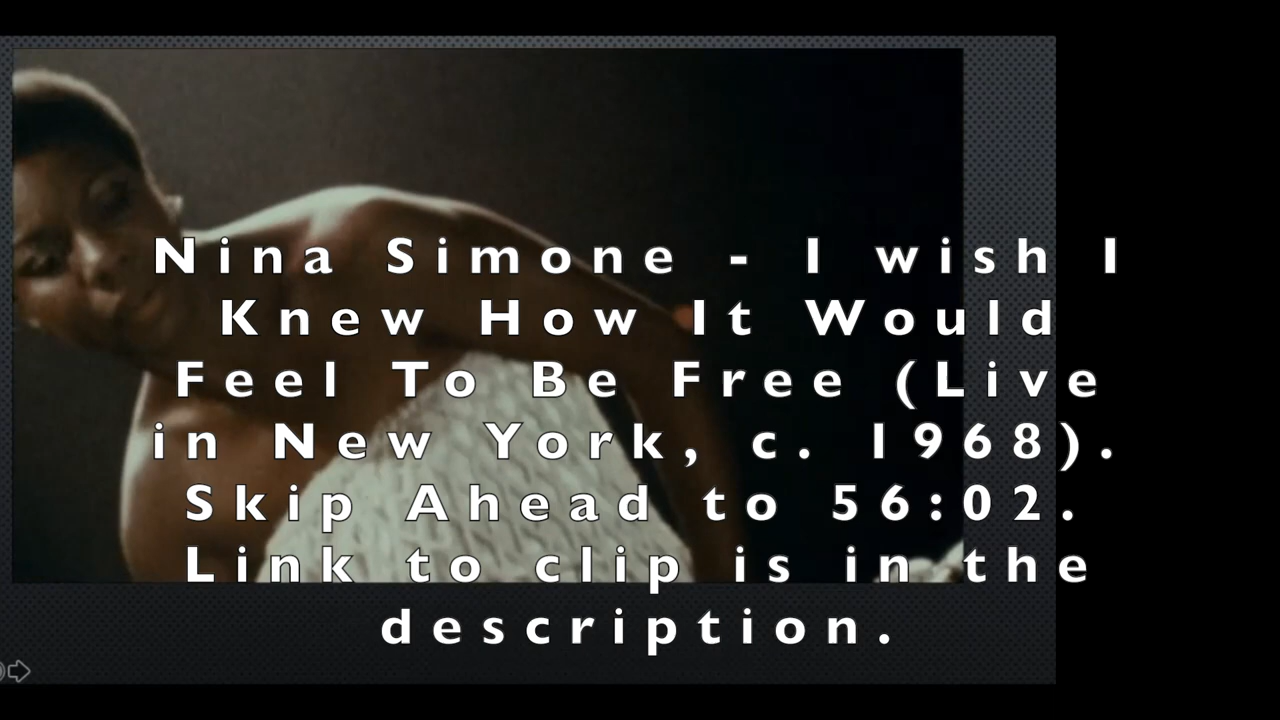 Nina Simone - I wish I
Knew How It Would
Feel To Be Free (Live
in New York, c. 1968).
Skip Ahead to 56:02.
Link to clip is in the
description.